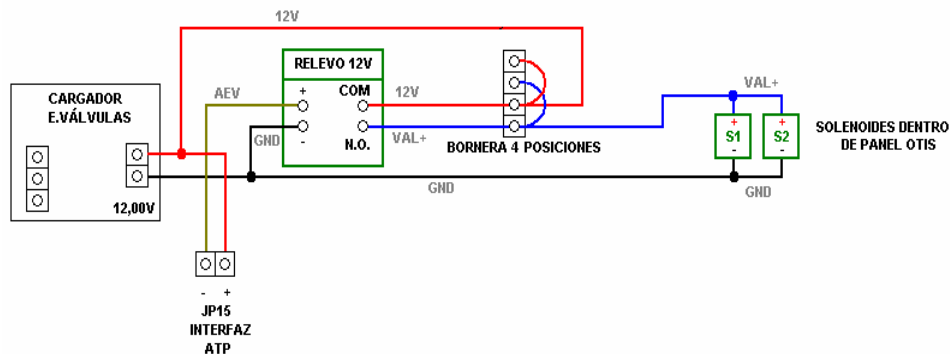 12V
RELEVO 12V
+
COM
12V
AEV
CARGADOR
E.VÁLVULAS
GND
-
N.O.
VAL+
BORNERA 4 POSICIONES
VAL+
+
S1
-
+
S2
-
SOLENOIDES DENTRO
DE PANEL OTIS
GND
GND
12,00V
- +
JP15
INTERFAZ
ATP